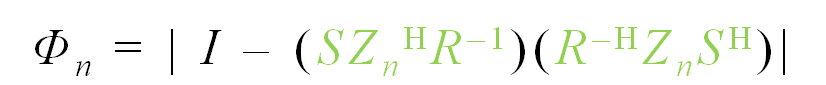 Φₙ = | I − (SZₙᴴR⁻¹)(R⁻ᴴZₙSᴴ)|